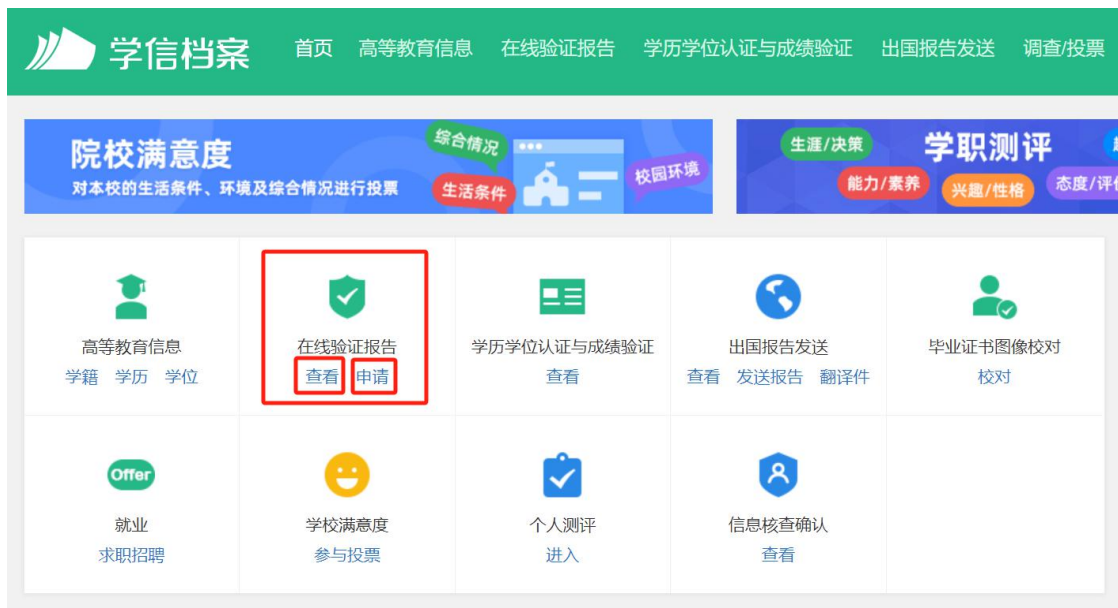 学信档案 首页 高等教育信息 在线验证报告 学历学位认证与成绩验证 出国报告发送 调查/投票
院校满意度
对本校的生活条件、环境及综合情况进行投票
综合情况
生活条件
校园环境
学职测评
生涯/决策
能力/素养
兴趣/性格
态度/评
高等教育信息
学籍 学历 学位
在线验证报告
查看 申请
学历学位认证与成绩验证
查看
出国报告发送
查看 发送报告 翻译件
毕业证书图像校对
校对
Offer
就业
求职招聘
学校满意度
参与投票
个人测评
进入
信息核查确认
查看